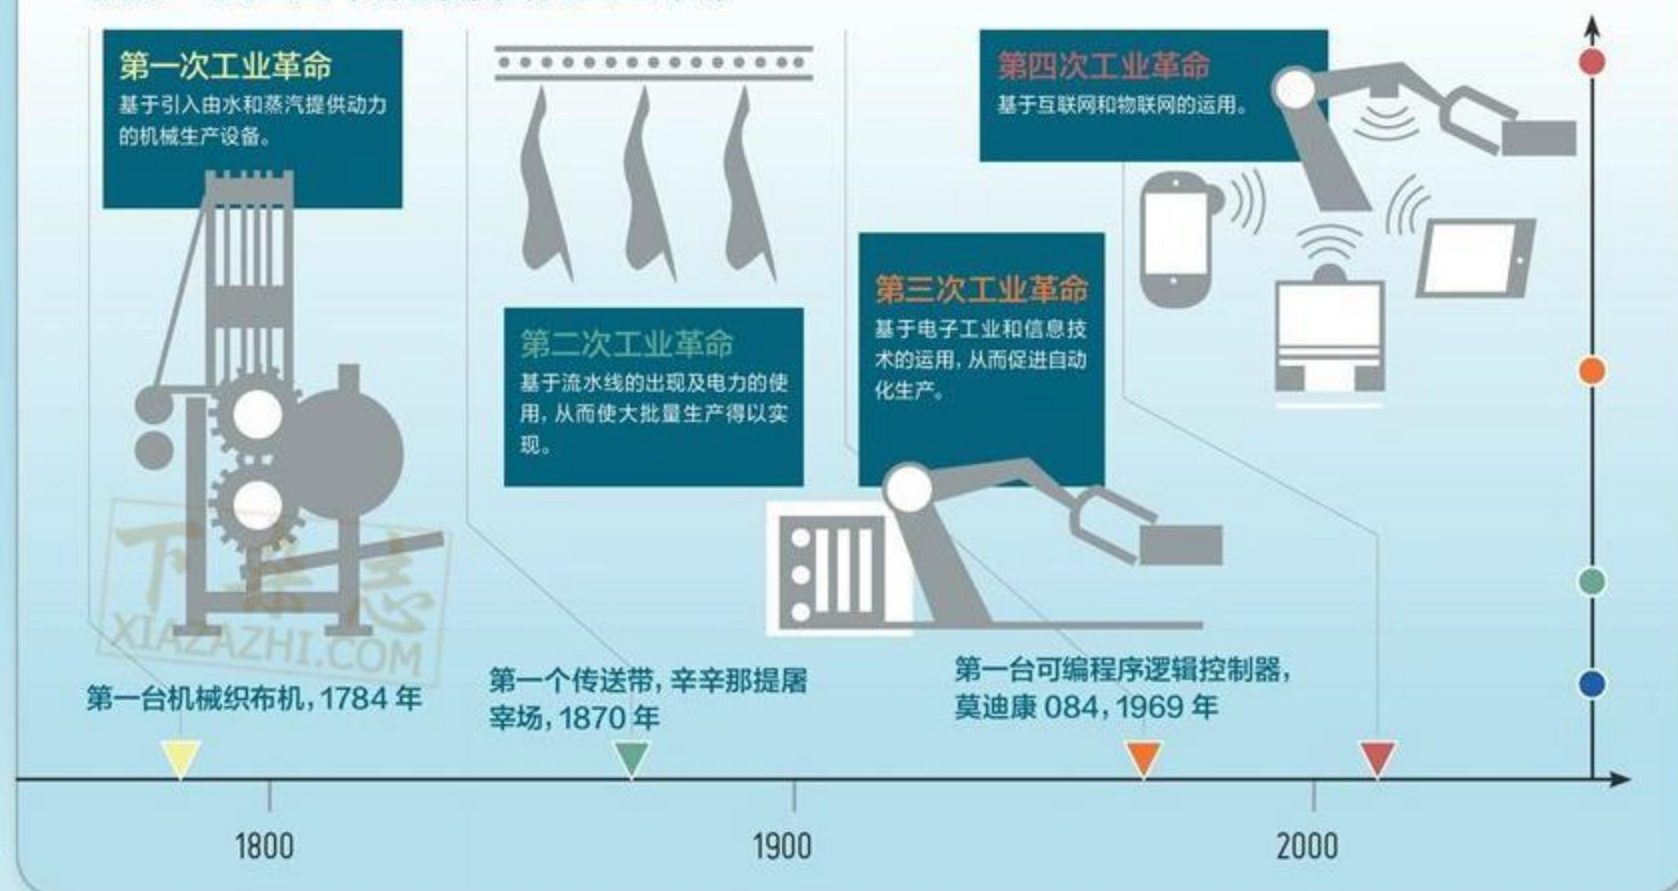 第一次工业革命
基于引入由水和蒸汽提供动力
的机械生产设备。
第二次工业革命
基于流水线的出现及电力的使
用,从而使大批量生产得以实
现。
第三次工业革命
基于电子工业和信息技
术的运用,从而促进自动
化生产。
第四次工业革命
基于互联网和物联网的运用。
下载志
XIAZAZHI.COM
第一台机械织布机,1784 年
第一个传送带,辛辛那提屠
宰场,1870 年
第一台可编程序逻辑控制器,
莫迪康 084,1969 年
1800
1900
2000